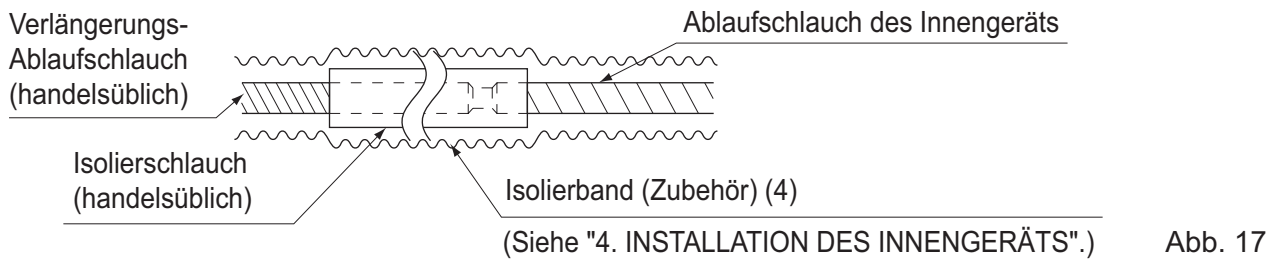 Verlängerungs-
Ablaufschlauch
(handelsüblich)
Ablaufschlauch des Innengeräts
Isolierschlauch
(handelsüblich)
Isolierband (Zubehör) (4)
(Siehe "4. INSTALLATION DES INNENGERÄTS".)
Abb. 17